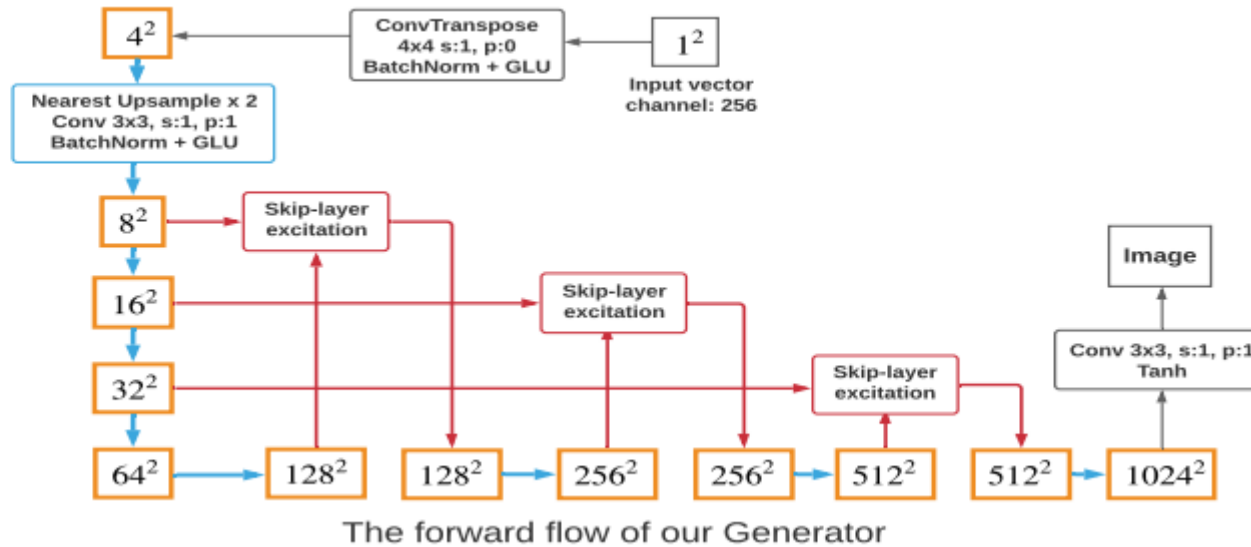 4²
ConvTranspose
4x4 s:1, p:0
BatchNorm + GLU
1²
Input vector
channel: 256
Nearest Upsample x 2
Conv 3x3, s:1, p:1
BatchNorm + GLU
8²
Skip-layer
excitation
Image
16²
Skip-layer
excitation
Conv 3x3, s:1, p:1
Tanh
32²
Skip-layer
excitation
64²
128²
128²
256²
256²
512²
512²
1024²
The forward flow of our Generator